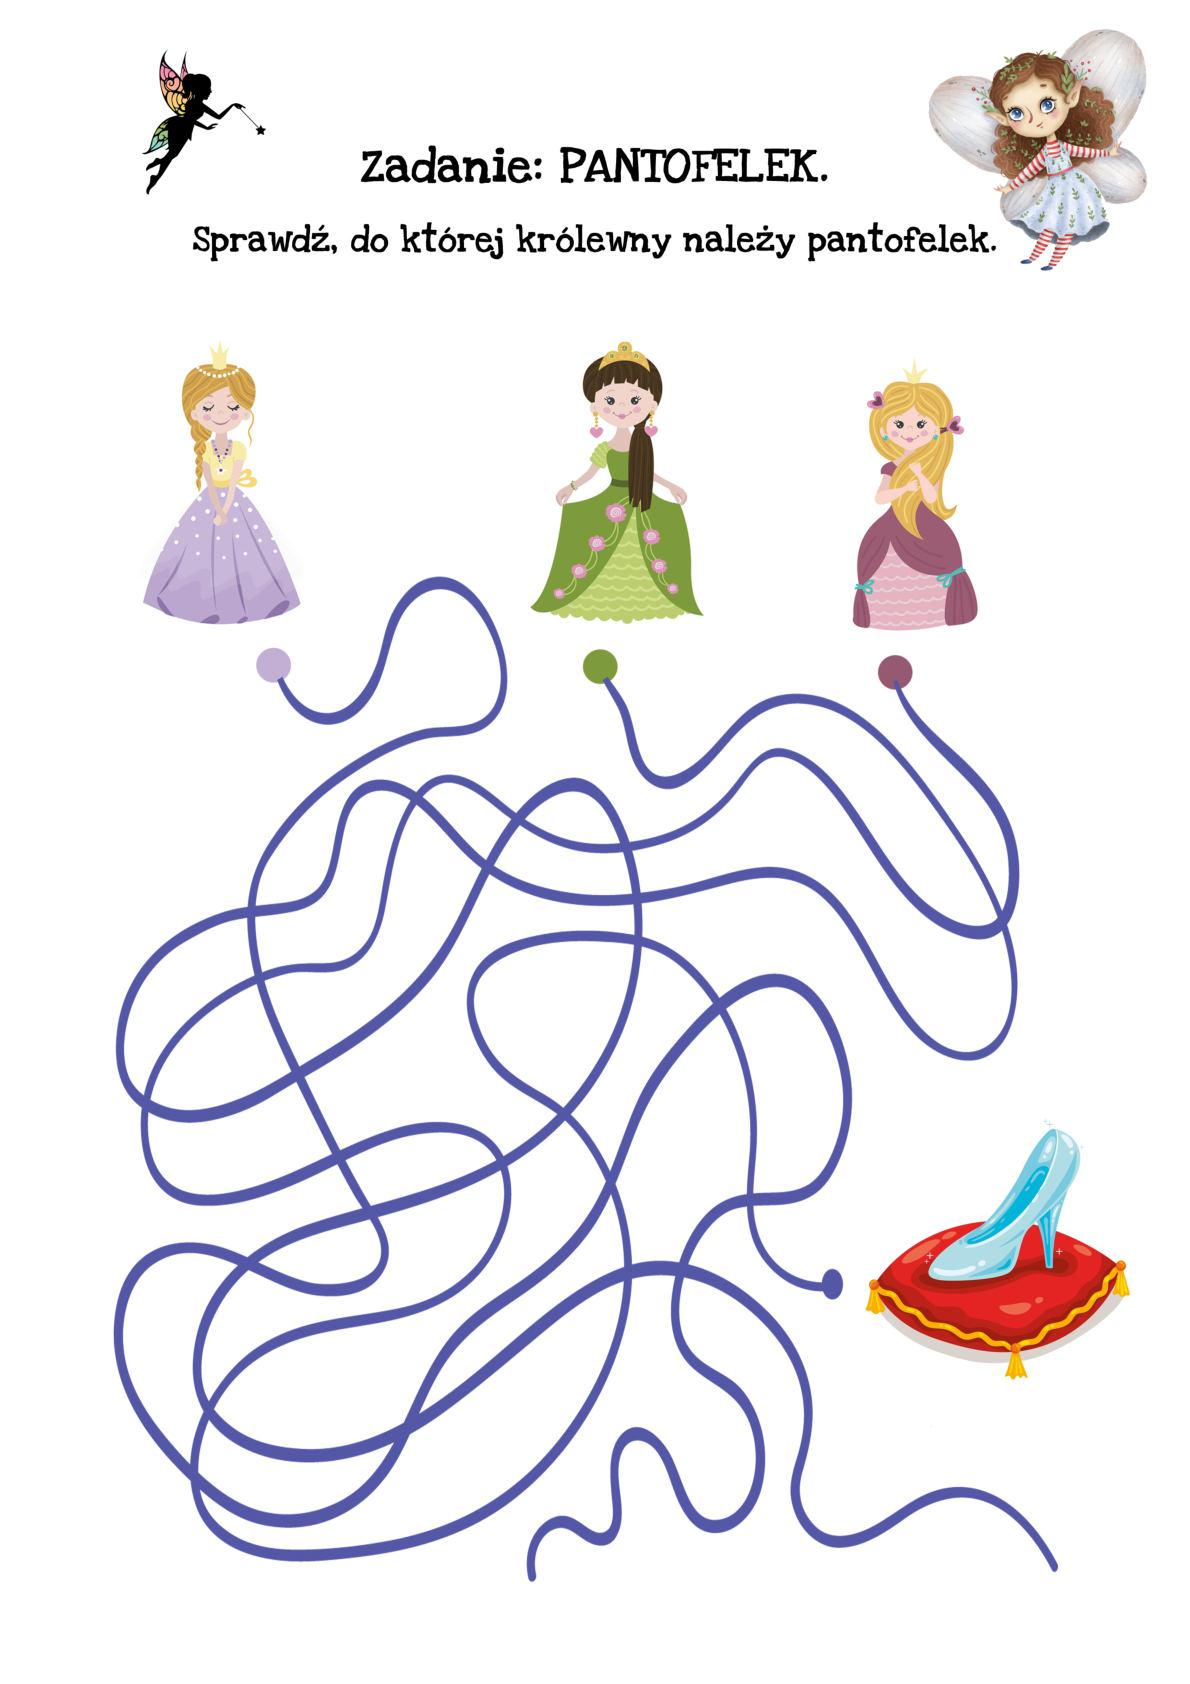 Zadanie: PANTOFELEK.
Sprawdź, do której królewny należy pantofelek.